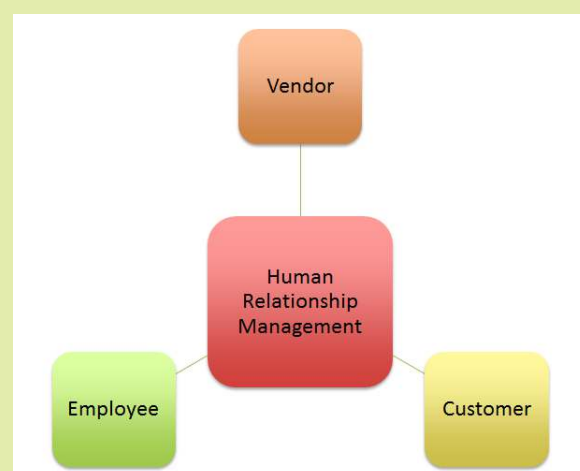 Vendor
Human
Relationship
Management
Employee
Customer